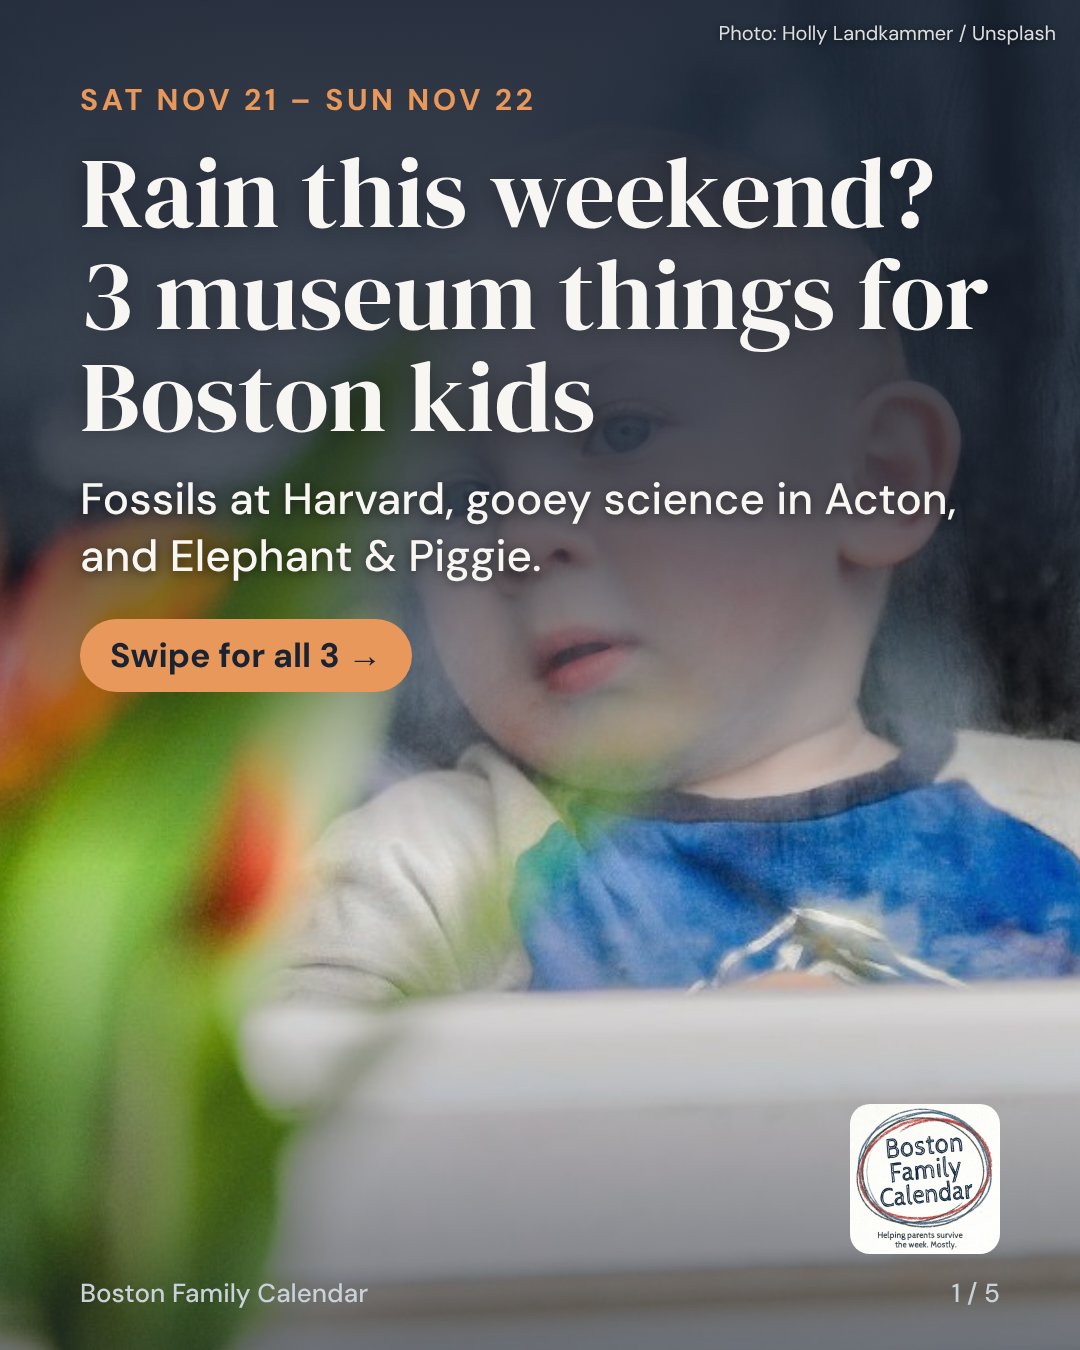 Photo: Holly Landkammer / Unsplash
SAT NOV 21 – SUN NOV 22
Rain this weekend?
3 museum things for
Boston kids
Fossils at Harvard, gooey science in Acton,
and Elephant & Piggie.
Swipe for all 3 →
Boston
Family
Calendar
Helping parents survive
the week. Mostly.
Boston Family Calendar
1 / 5